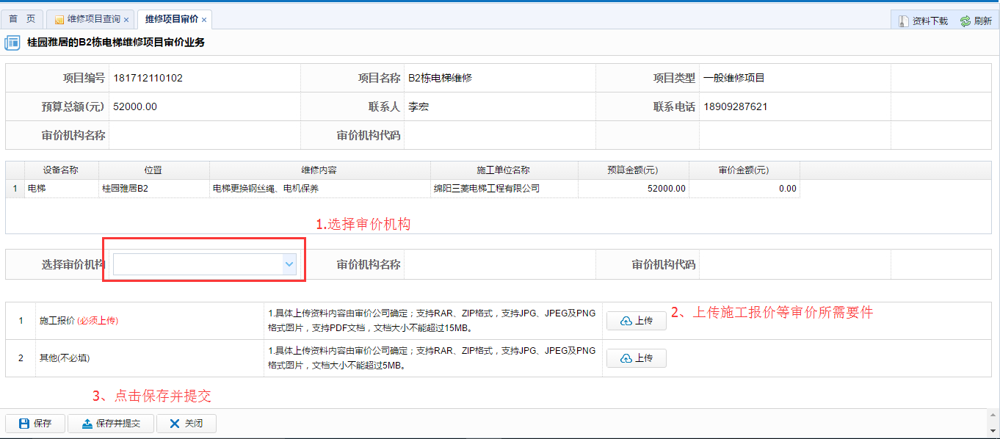 首 页 维修项目查询 × 维修项目审价 × 资料下载 刷新
桂园雅居的B2栋电梯维修项目审价业务
项目编号 181712110102 项目名称 B2栋电梯维修 项目类型 一般维修项目
预算总额(元) 52000.00 联系人 李宏 联系电话 18909287621
审价机构名称 审价机构代码
设备名称 位置 维修内容 施工单位名称 预算金额(元) 审价金额(元)
1 电梯 桂园雅居B2 电梯更换钢丝绳、电机保养 绵阳三菱电梯工程有限公司 52000.00 0.00
1.选择审价机构
选择审价机构 审价机构名称 审价机构代码
1 施工报价 (必须上传) 1.具体上传资料内容由审价公司确定；支持RAR、ZIP格式，支持JPG、JPEG及PNG
格式图片，支持PDF文档，文档大小不能超过15MB。
上传 2、上传施工报价等审价所需要件
2 其他(不必填) 1.具体上传资料内容由审价公司确定；支持RAR、ZIP格式，支持JPG、JPEG及PNG
格式图片，文档大小不能超过5MB。
上传
3、点击保存并提交
保存 保存并提交 关闭